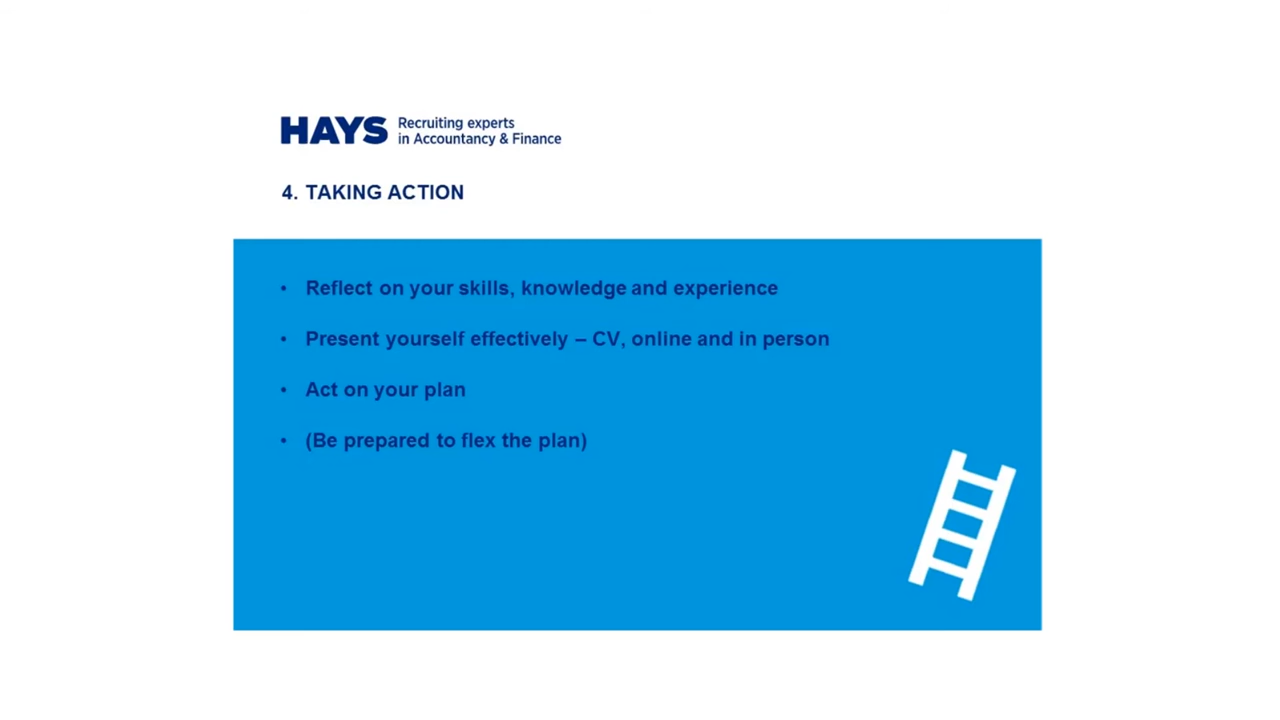 HAYS Recruiting experts
in Accountancy & Finance
4. TAKING ACTION
• Reflect on your skills, knowledge and experience
• Present yourself effectively – CV, online and in person
• Act on your plan
• (Be prepared to flex the plan)